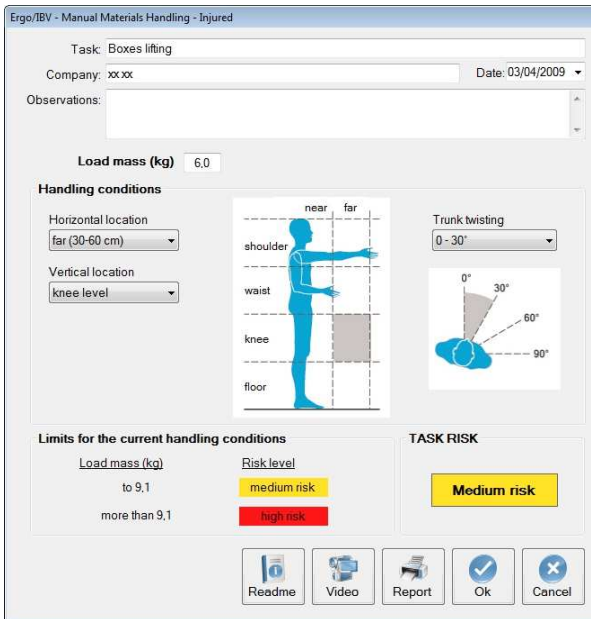 Ergo/IBV - Manual Materials Handling - Injured
Task: Boxes lifting
Company: xx xx Date: 03/04/2009
Observations:
Load mass (kg) 6,0
Handling conditions
Horizontal location
far (30-60 cm)
Vertical location
knee level
near far
shoulder
waist
knee
floor
Trunk twisting
0 - 30°
0°
30°
60°
90°
Limits for the current handling conditions
Load mass (kg) Risk level
to 9,1 medium risk
more than 9,1 high risk
TASK RISK
Medium risk
Readme Video Report Ok Cancel